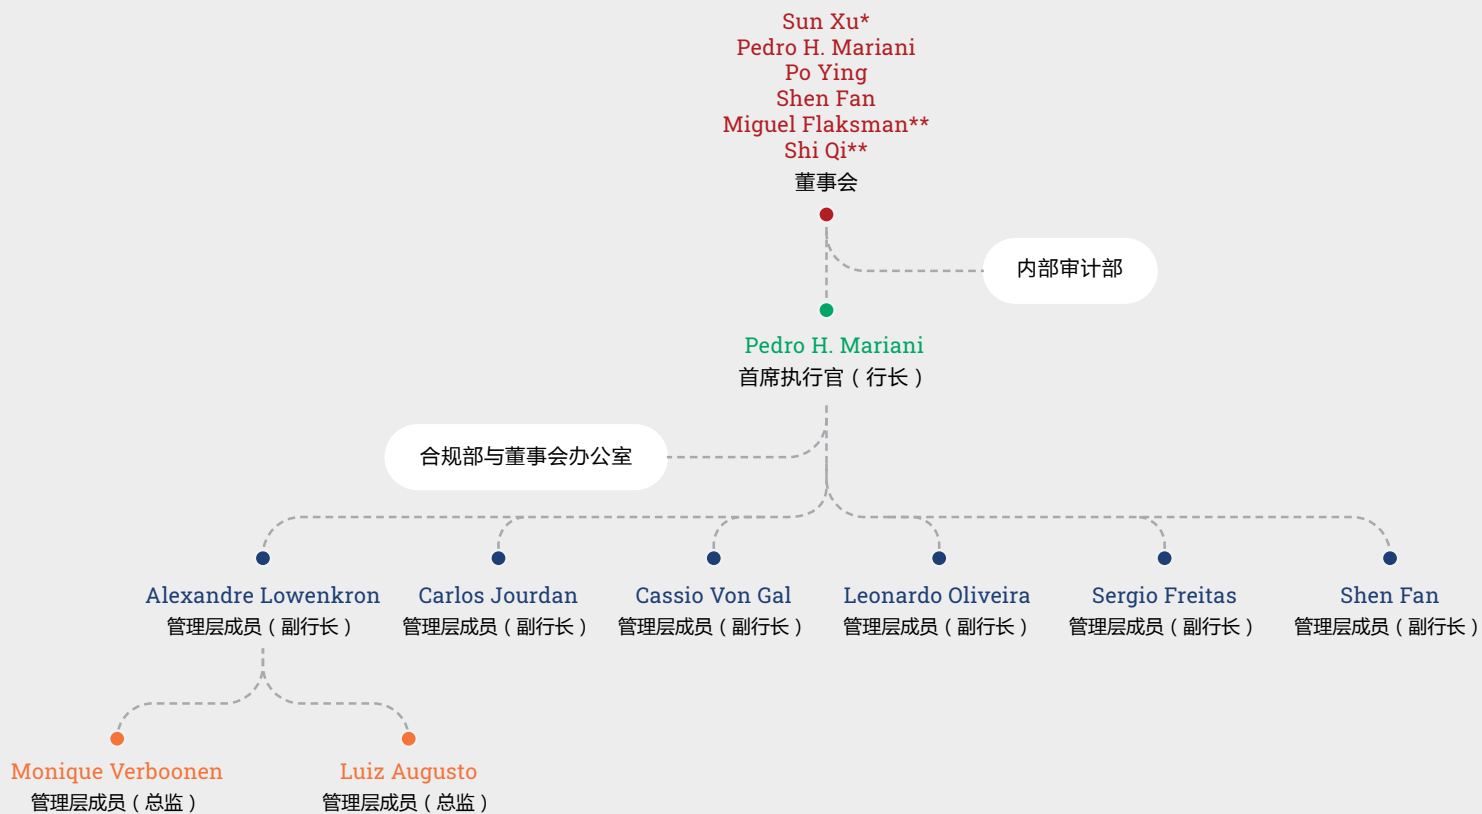 Sun Xu*
Pedro H. Mariani
Po Ying
Shen Fan
Miguel Flaksman**
Shi Qi**
董事会
内部审计部
Pedro H. Mariani
首席执行官（行长）
合规部与董事会办公室
Alexandre Lowenkron
管理层成员（副行长）
Carlos Jourdan
管理层成员（副行长）
Cassio Von Gal
管理层成员（副行长）
Leonardo Oliveira
管理层成员（副行长）
Sergio Freitas
管理层成员（副行长）
Shen Fan
管理层成员（副行长）
Monique Verboonen
管理层成员（总监）
Luiz Augusto
管理层成员（总监）